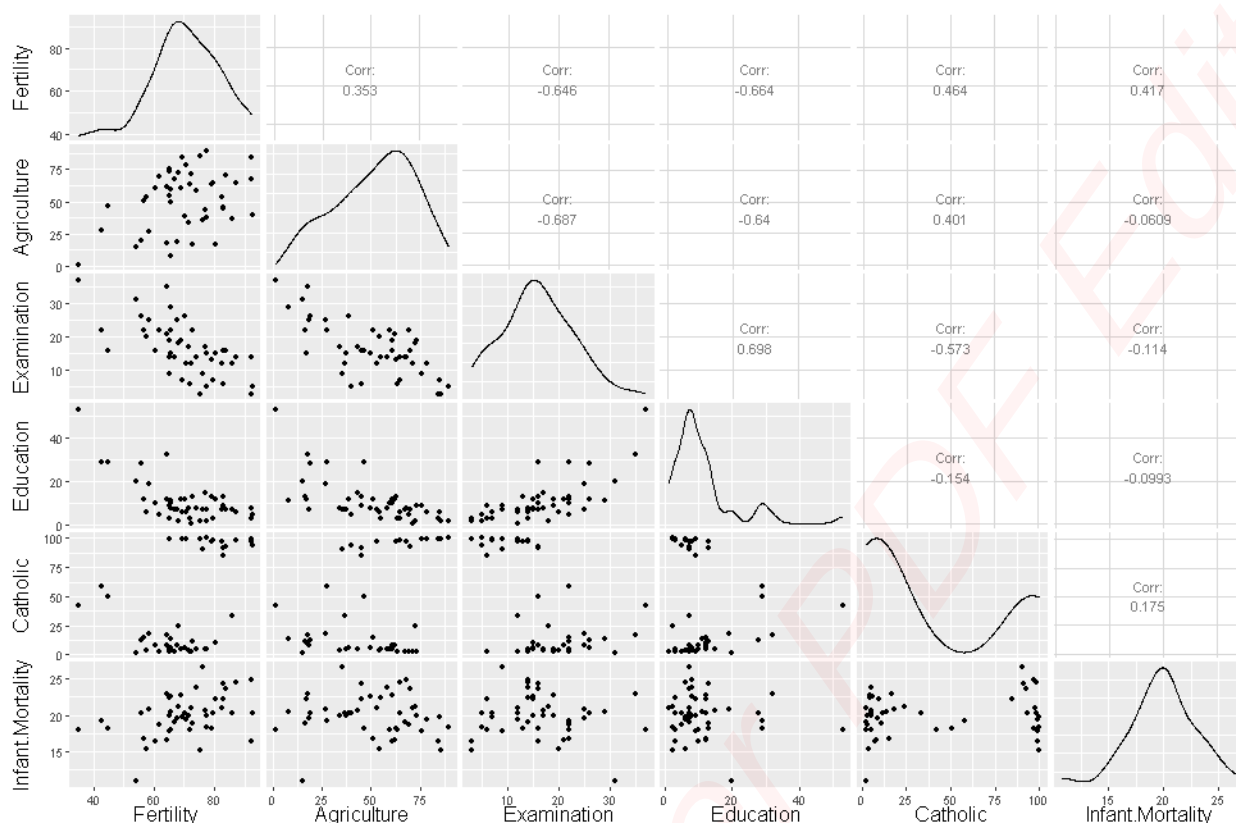 Fertility
80
60
40
Corr:
0.353
Corr:
-0.646
Corr:
-0.664
Corr:
0.464
Corr:
0.417
Agriculture
75
50
25
0
Corr:
-0.687
Corr:
-0.64
Corr:
0.401
Corr:
-0.0609
Examination
30
20
10
Corr:
0.698
Corr:
-0.573
Corr:
-0.114
Education
40
20
0
Corr:
-0.154
Corr:
-0.0993
Catholic
100
75
50
25
0
Corr:
0.175
Infant.Mortality
25
20
15
40 60 80
0 25 50 75
10 20 30
0 20 40
0 25 50 75 100
15 20 25
Fertility Agriculture Examination Education Catholic Infant.Mortality
or PDF Edit